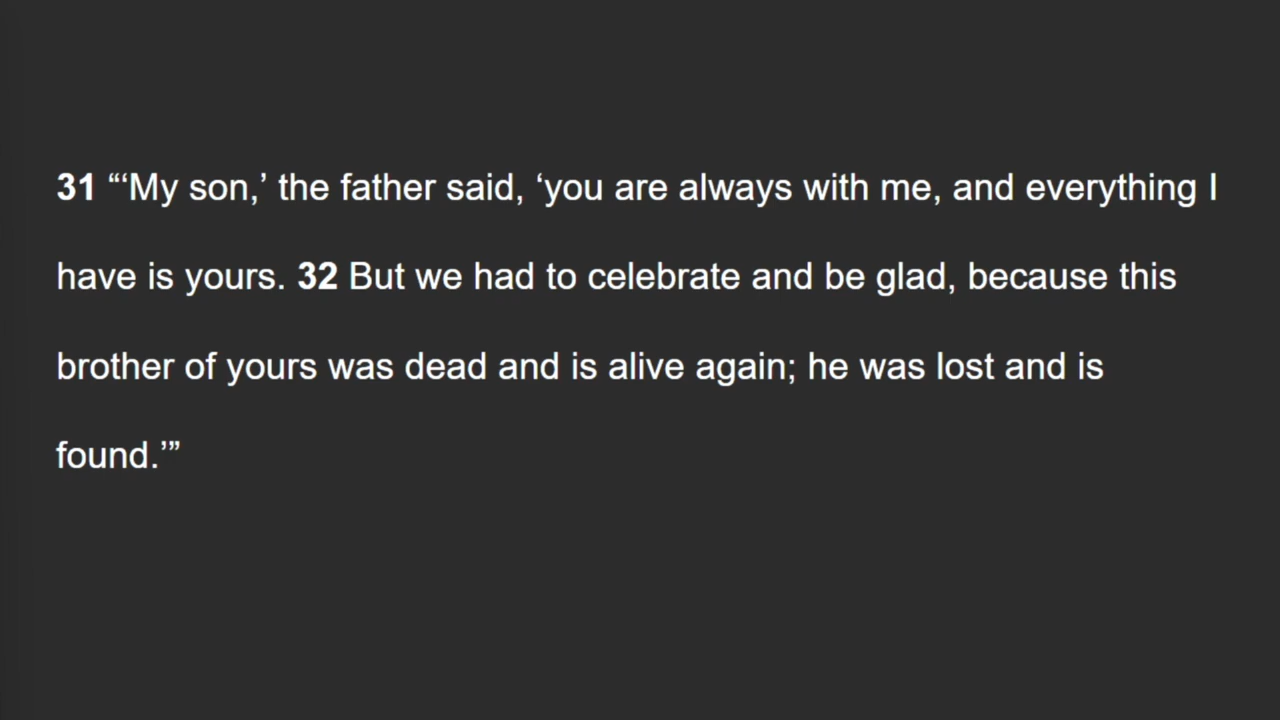 31 “‘My son,’ the father said, ‘you are always with me, and everything I
have is yours. 32 But we had to celebrate and be glad, because this
brother of yours was dead and is alive again; he was lost and is
found.’”